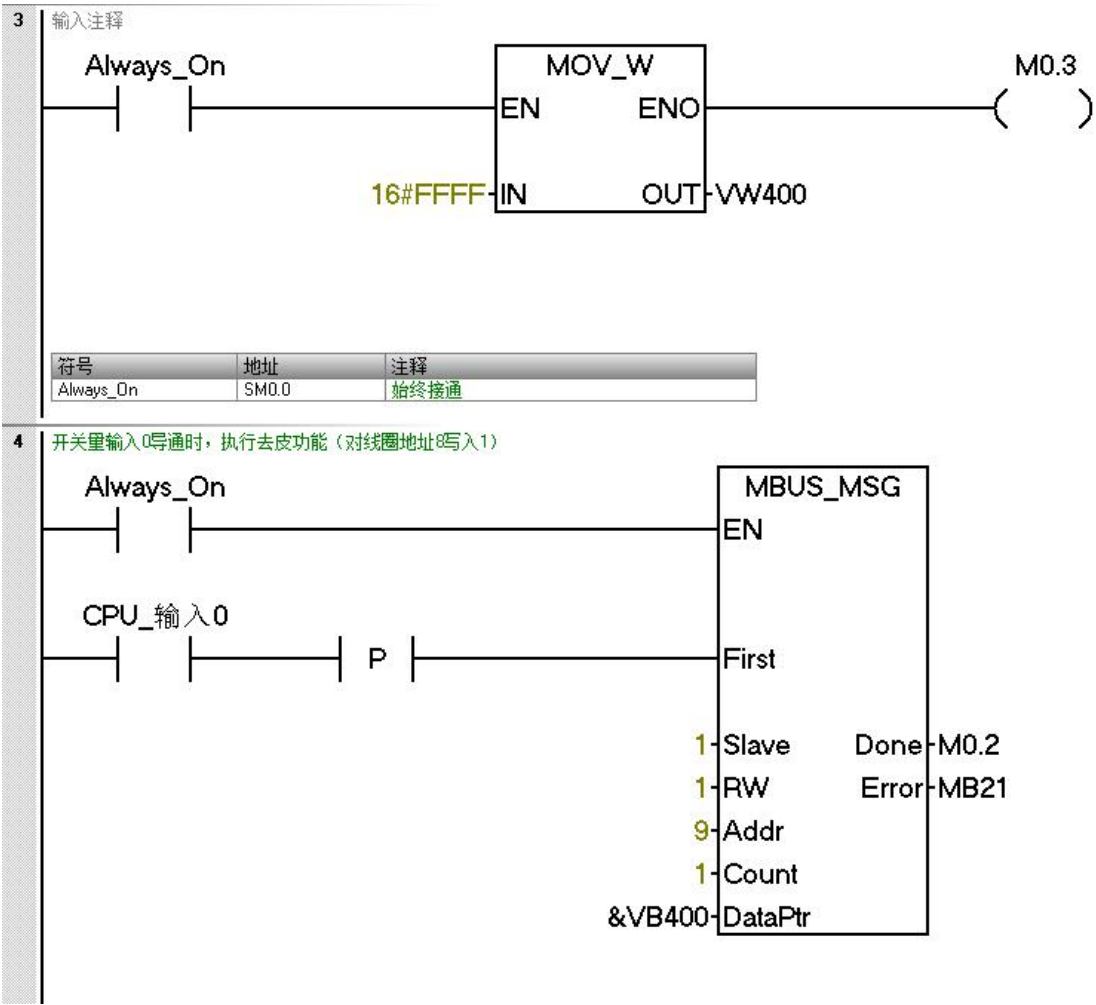 3 输入注释
Always_On MOV_W M0.3
EN ENO
16#FFFF IN OUT VW400
符号 地址 注释
Always_On SM0.0 始终接通
4 开关量输入0导通时，执行去皮功能（对线圈地址8写入1）
Always_On MBUS_MSG
EN
CPU_输入0
P First
1 Slave Done M0.2
1 RW Error MB21
9 Addr
1 Count
&VB400 DataPtr